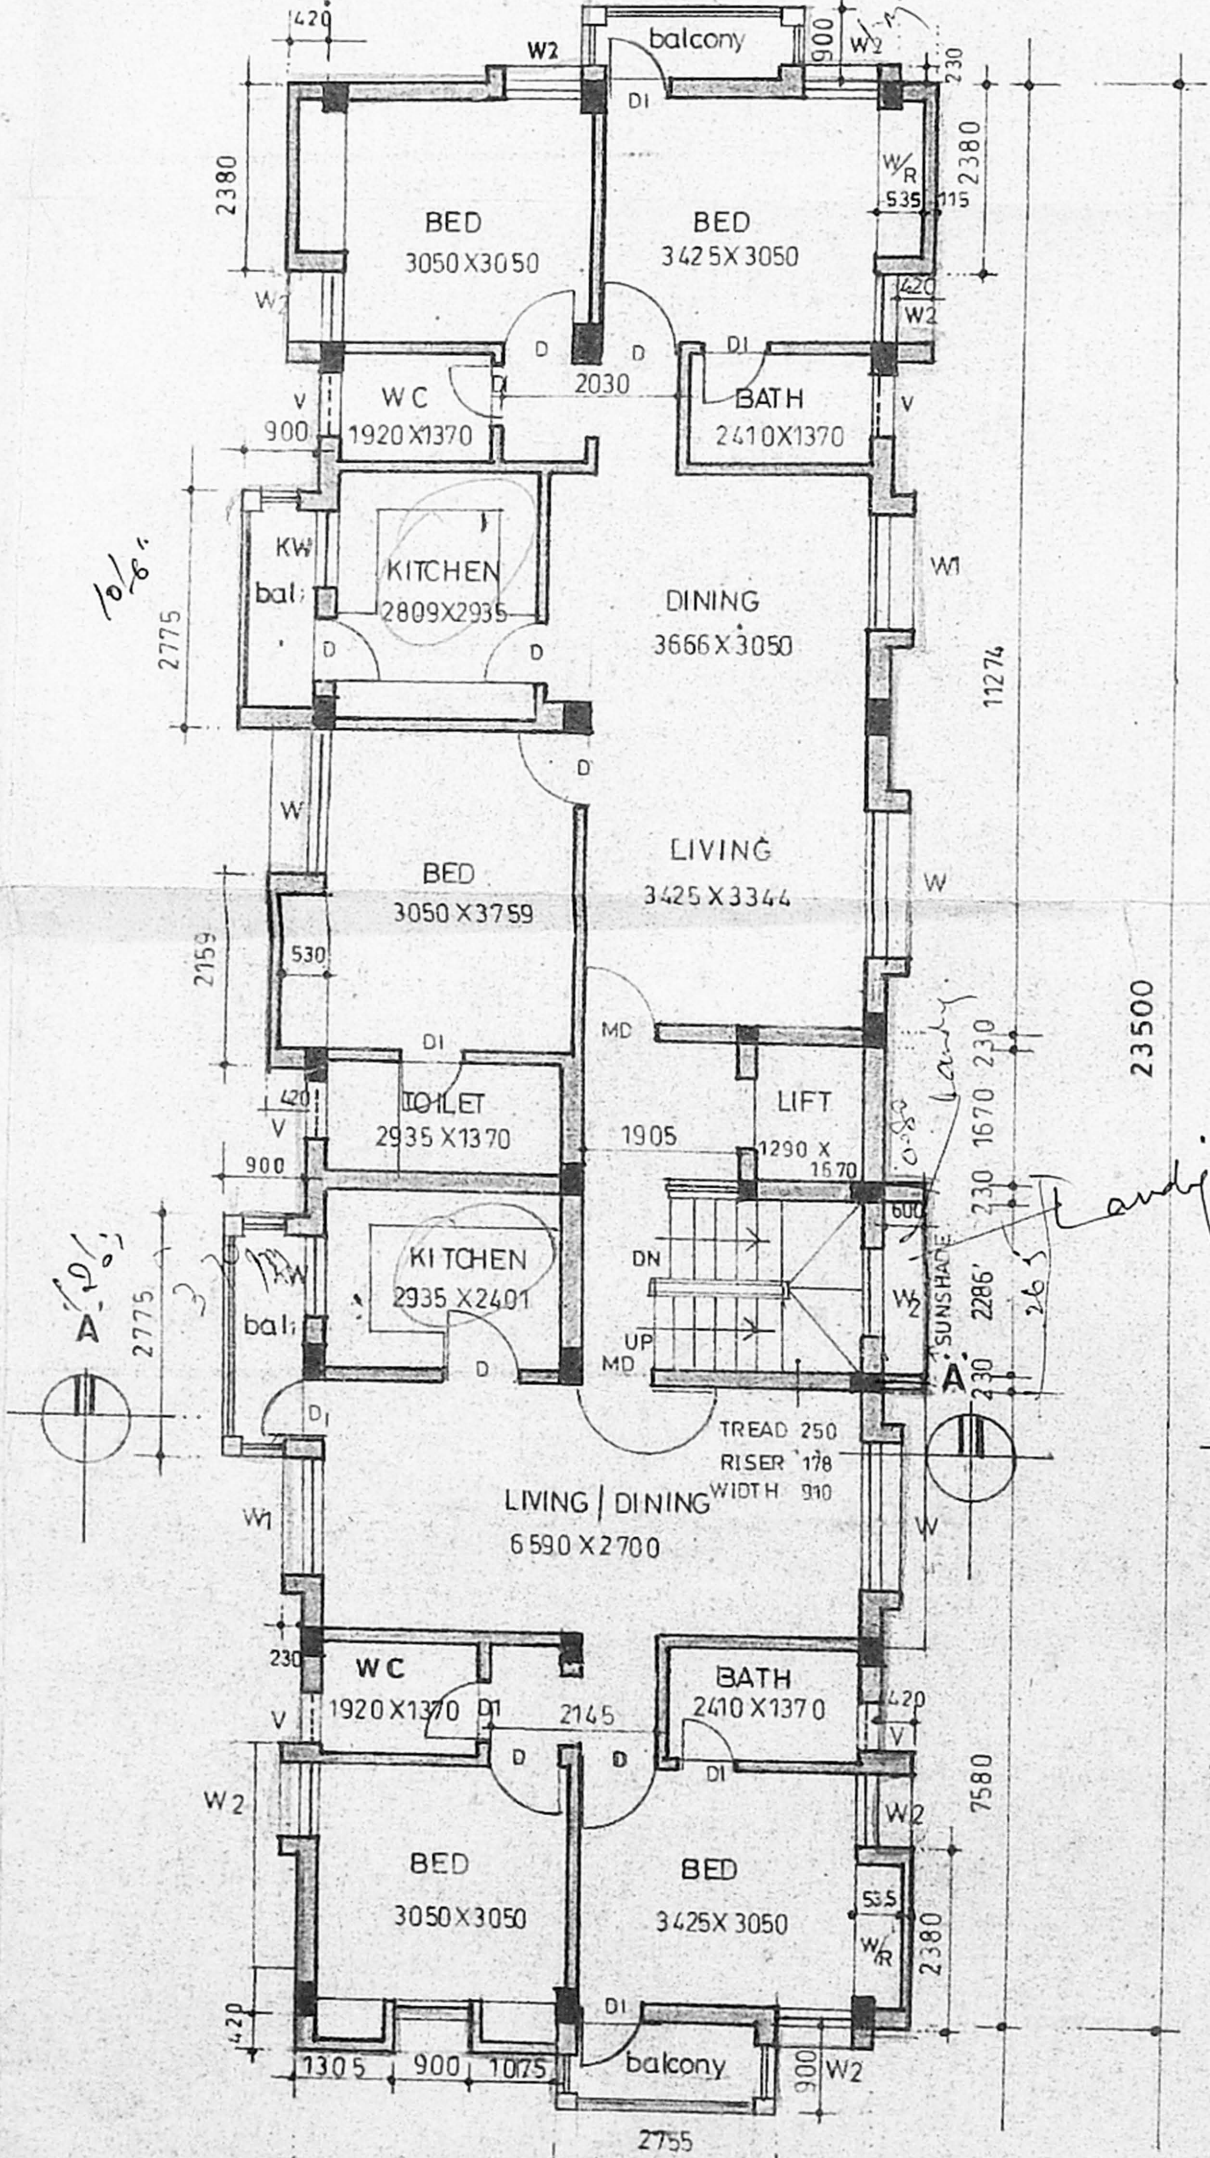 420
W2
balcony
900
W2
230
D1
2380
W/R
2380
535
115
BED
3050X3050
BED
3425X3050
W2
420
W2
D
D
D1
V
WC
D1
2030
BATH
V
900
1920X1370
2410X1370
KW
bal:
KITCHEN
2809X2935
DINING
3666X3050
W1
10'6"
2775
D
D
11274
D
W
BED
3050X3759
LIVING
3425X3344
W
2159
530
23500
MD
D1
230
420
TOILET
LIFT
V
2935X1370
1905
1290 X
1670
1670
900
230
600
KITCHEN
2935X2401
DN
W2
SUNSHADE
2286
KW
bal:
2775
A
UP
MD
D
A
230
D1
TREAD 250
RISER 178
WIDTH 910
W1
LIVING/DINING
6590X2700
W
230
WC
1920X1370
BATH
2410X1370
420
V
D1
2145
V
W2
D
D
D1
7580
W2
BED
3050X3050
BED
3425X3050
535
W/R
2380
420
D1
1305
900
1075
balcony
900
W2
2755